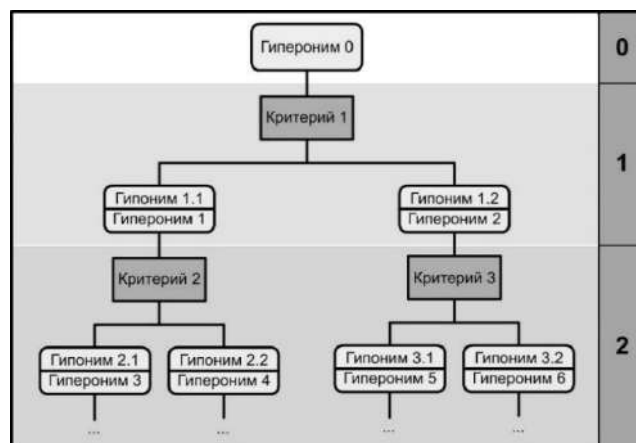 Гипероним 0
0
Критерий 1
1
Гипоним 1.1
Гипероним 1
Гипоним 1.2
Гипероним 2
Критерий 2
Критерий 3
2
Гипоним 2.1
Гипероним 3
Гипоним 2.2
Гипероним 4
Гипоним 3.1
Гипероним 5
Гипоним 3.2
Гипероним 6
...
...
...
...